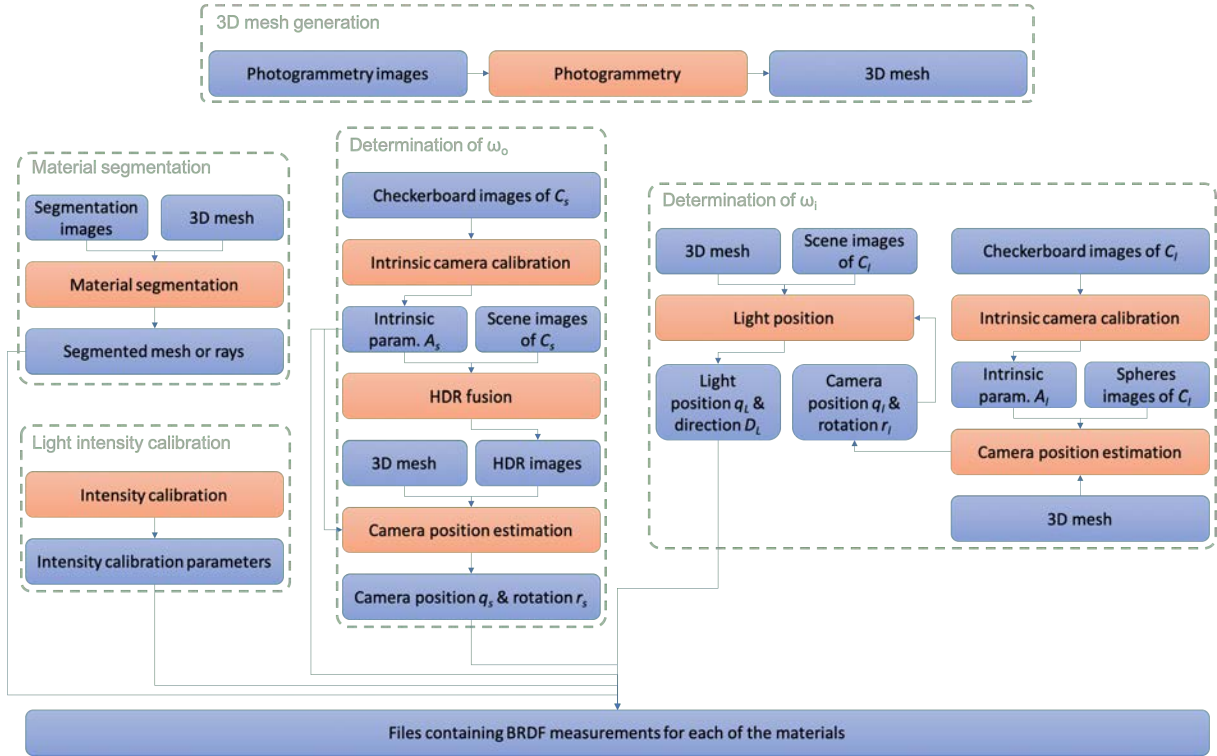 3D mesh generation
Photogrammetry images
Photogrammetry
3D mesh
Material segmentation
Segmentation
images
3D mesh
Material segmentation
Segmented mesh or rays
Light intensity calibration
Intensity calibration
Intensity calibration parameters
Determination of ωo
Checkerboard images of Cs
Intrinsic camera calibration
Intrinsic
param. As
Scene images
of Cs
HDR fusion
3D mesh
HDR images
Camera position estimation
Camera position qs & rotation rs
Determination of ωi
3D mesh
Scene images
of Cl
Light position
Light
position qL &
direction DL
Camera
position ql &
rotation rl
Checkerboard images of Cl
Intrinsic camera calibration
Intrinsic
param. Al
Spheres
images of Cl
Camera position estimation
3D mesh
Files containing BRDF measurements for each of the materials